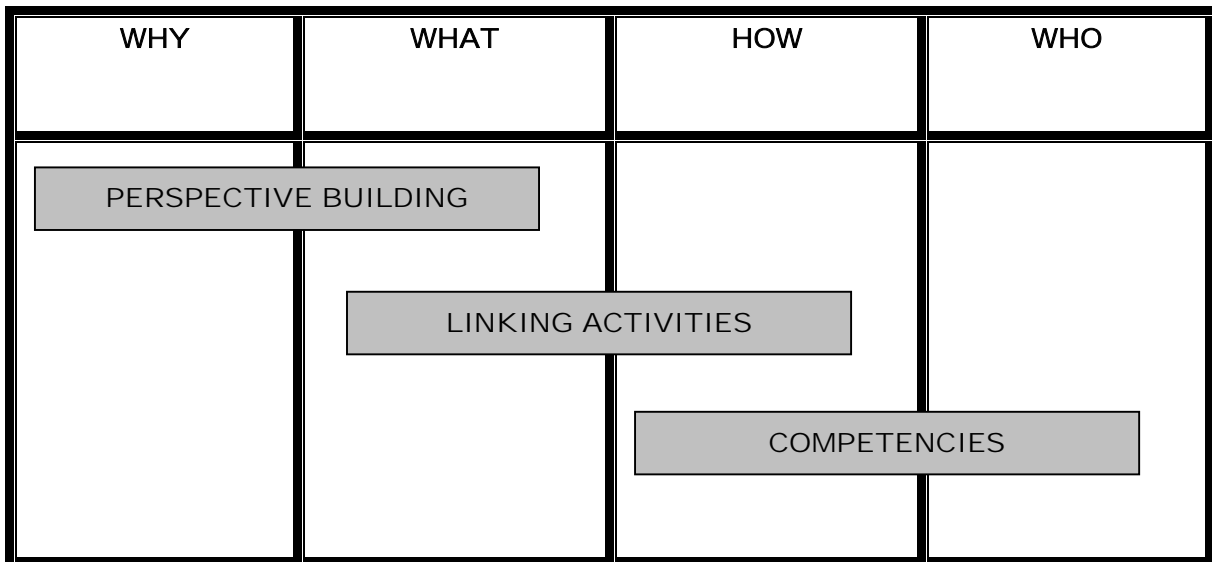 WHY WHAT HOW WHO
PERSPECTIVE BUILDING
LINKING ACTIVITIES
COMPETENCIES